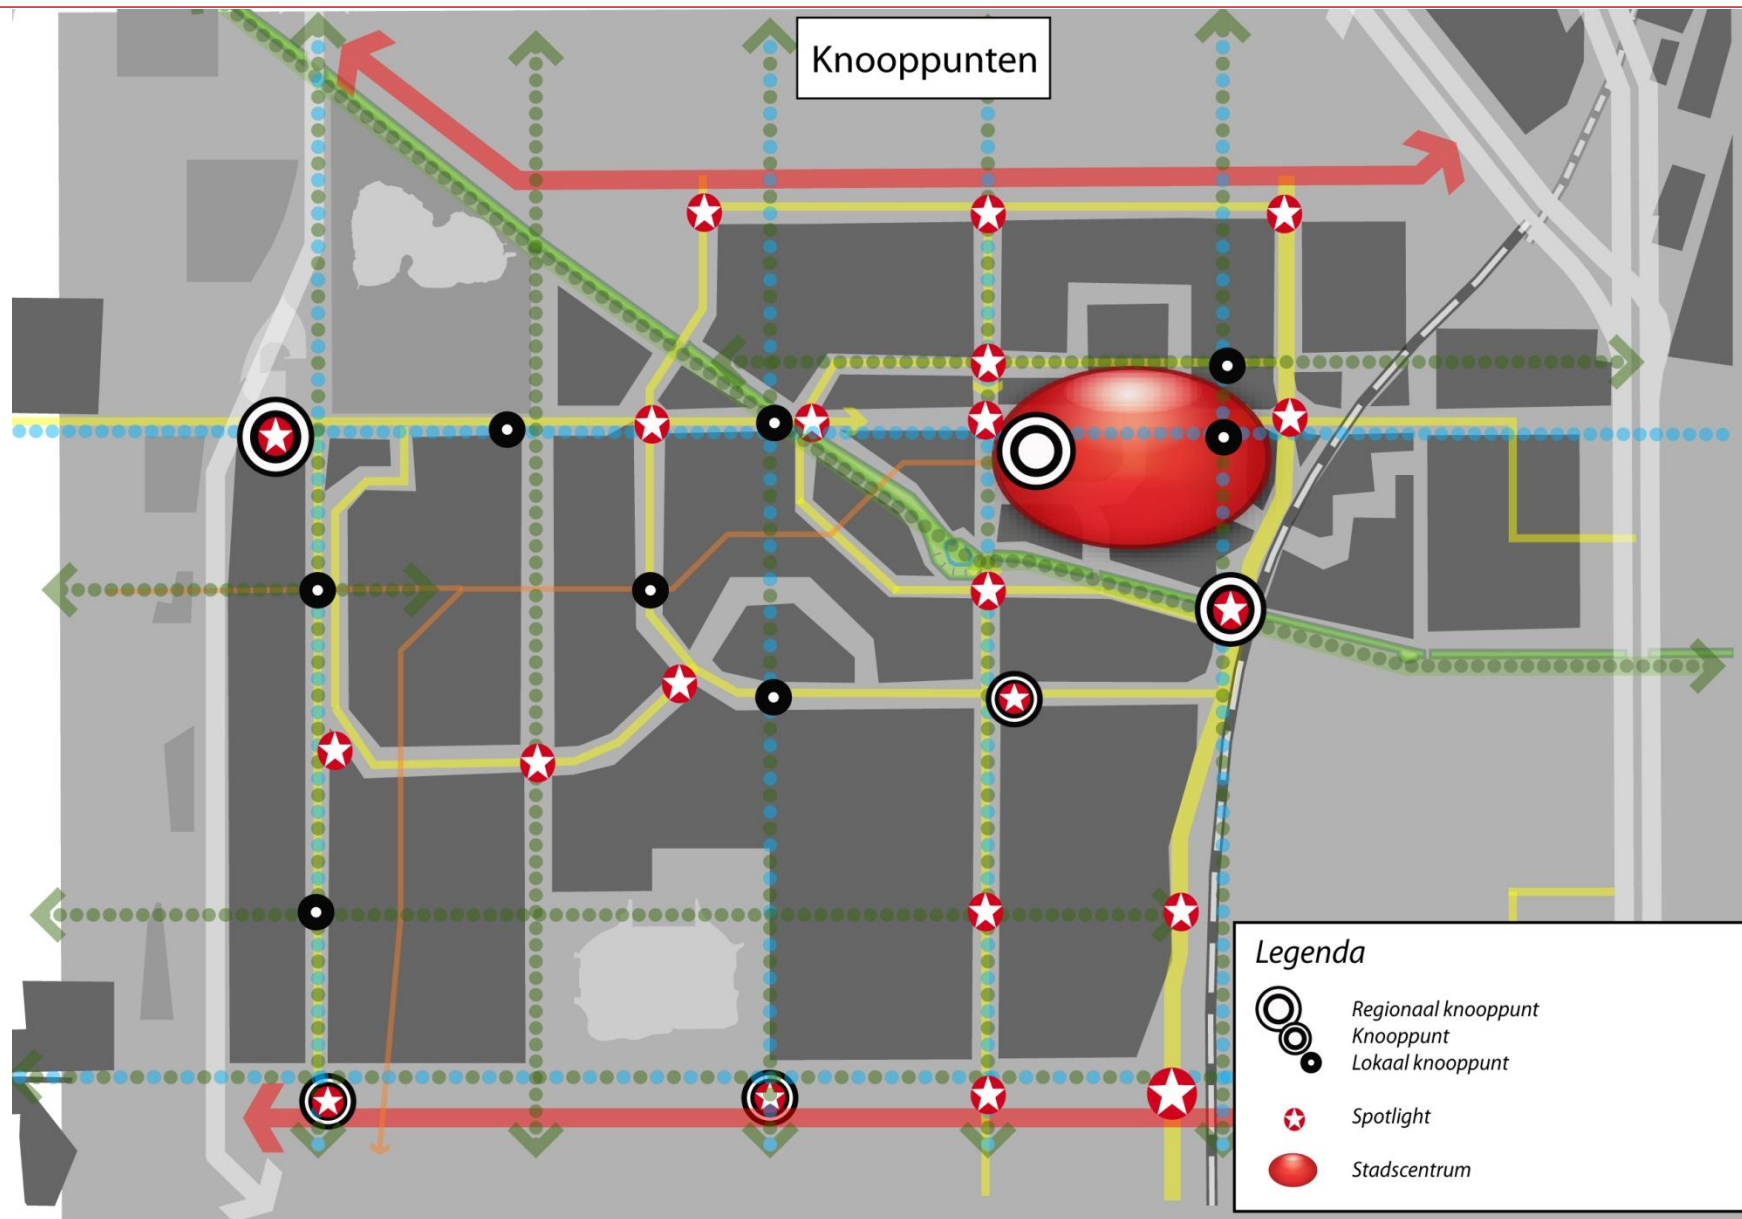 Knooppunten
Legenda
Regionaal knooppunt
Knooppunt
Lokaal knooppunt
Spotlight
Stadscentrum